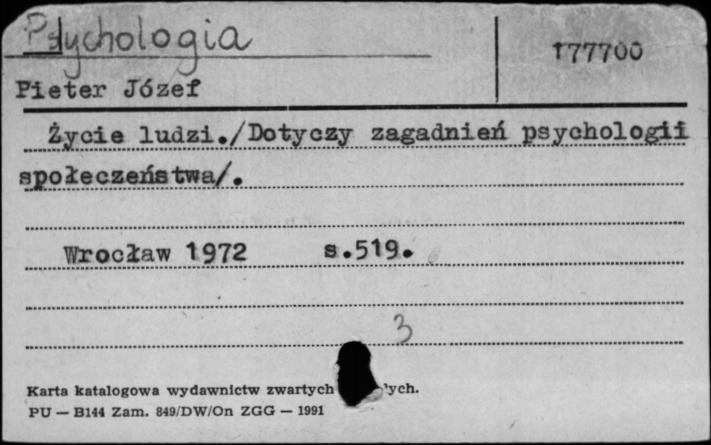 Psychologia
177700
Pieter Józef
Życie ludzi./Dotyczy zagadnień psychologii
społeczeństwa/.
Wrocław 1972 s.519.
3
Karta katalogowa wydawnictw zwartych
PU — B144 Zam. 849/DW/On ZGG — 1991